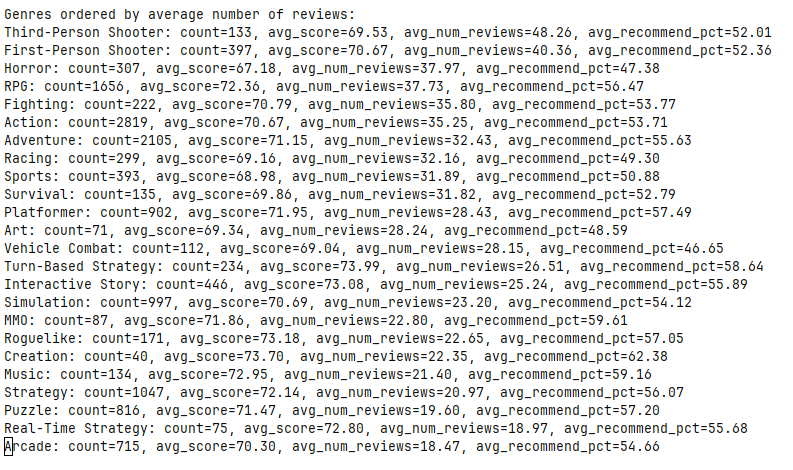 Genres ordered by average number of reviews:
Third-Person Shooter: count=133, avg_score=69.53, avg_num_reviews=48.26, avg_recommend_pct=52.01
First-Person Shooter: count=397, avg_score=70.67, avg_num_reviews=40.36, avg_recommend_pct=52.36
Horror: count=307, avg_score=67.18, avg_num_reviews=37.97, avg_recommend_pct=47.38
RPG: count=1656, avg_score=72.36, avg_num_reviews=37.73, avg_recommend_pct=56.47
Fighting: count=222, avg_score=70.79, avg_num_reviews=35.80, avg_recommend_pct=53.77
Action: count=2819, avg_score=70.67, avg_num_reviews=35.25, avg_recommend_pct=53.71
Adventure: count=2105, avg_score=71.15, avg_num_reviews=32.43, avg_recommend_pct=55.63
Racing: count=299, avg_score=69.16, avg_num_reviews=32.16, avg_recommend_pct=49.30
Sports: count=393, avg_score=68.98, avg_num_reviews=31.89, avg_recommend_pct=50.88
Survival: count=135, avg_score=69.86, avg_num_reviews=31.82, avg_recommend_pct=52.79
Platformer: count=902, avg_score=71.95, avg_num_reviews=28.43, avg_recommend_pct=57.49
Art: count=71, avg_score=69.34, avg_num_reviews=28.24, avg_recommend_pct=48.59
Vehicle Combat: count=112, avg_score=69.04, avg_num_reviews=28.15, avg_recommend_pct=46.65
Turn-Based Strategy: count=234, avg_score=73.99, avg_num_reviews=26.51, avg_recommend_pct=58.64
Interactive Story: count=446, avg_score=73.08, avg_num_reviews=25.24, avg_recommend_pct=55.89
Simulation: count=997, avg_score=70.69, avg_num_reviews=23.20, avg_recommend_pct=54.12
MMO: count=87, avg_score=71.86, avg_num_reviews=22.80, avg_recommend_pct=59.61
Roguelike: count=171, avg_score=73.18, avg_num_reviews=22.65, avg_recommend_pct=57.05
Creation: count=40, avg_score=73.70, avg_num_reviews=22.35, avg_recommend_pct=62.38
Music: count=134, avg_score=72.95, avg_num_reviews=21.40, avg_recommend_pct=59.16
Strategy: count=1047, avg_score=72.14, avg_num_reviews=20.97, avg_recommend_pct=56.07
Puzzle: count=816, avg_score=71.47, avg_num_reviews=19.60, avg_recommend_pct=57.20
Real-Time Strategy: count=75, avg_score=72.80, avg_num_reviews=18.97, avg_recommend_pct=55.68
Arcade: count=715, avg_score=70.30, avg_num_reviews=18.47, avg_recommend_pct=54.66